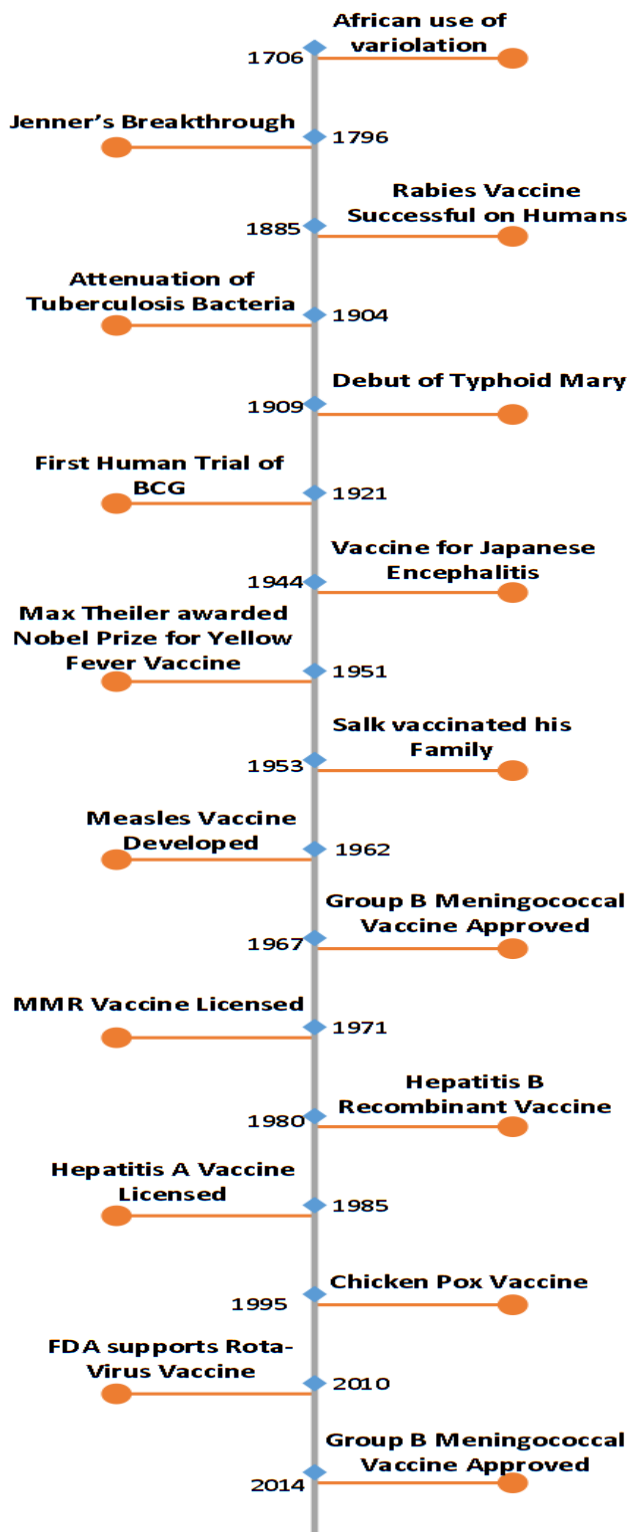 African use of
variolation
1706
Jenner’s Breakthrough
1796
Rabies Vaccine
Successful on Humans
1885
Attenuation of
Tuberculosis Bacteria
1904
Debut of Typhoid Mary
1909
First Human Trial of
BCG
1921
Vaccine for Japanese
Encephalitis
1944
Max Theiler awarded
Nobel Prize for Yellow
Fever Vaccine
1951
Salk vaccinated his
Family
1953
Measles Vaccine
Developed
1962
Group B Meningococcal
Vaccine Approved
1967
MMR Vaccine Licensed
1971
Hepatitis B
Recombinant Vaccine
1980
Hepatitis A Vaccine
Licensed
1985
Chicken Pox Vaccine
1995
FDA supports Rota-
Virus Vaccine
2010
Group B Meningococcal
Vaccine Approved
2014